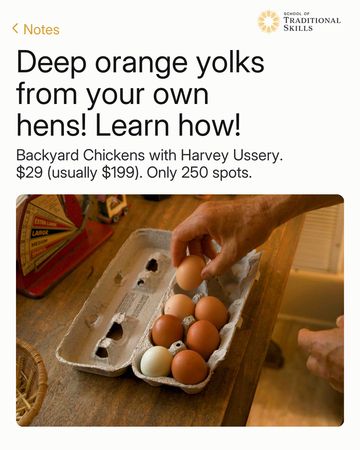 SCHOOL OF
TRADITIONAL
SKILLS
Notes
Deep orange yolks
from your own
hens! Learn how!
Backyard Chickens with Harvey Ussery.
$29 (usually $199). Only 250 spots.
LARGE
MEDIUM